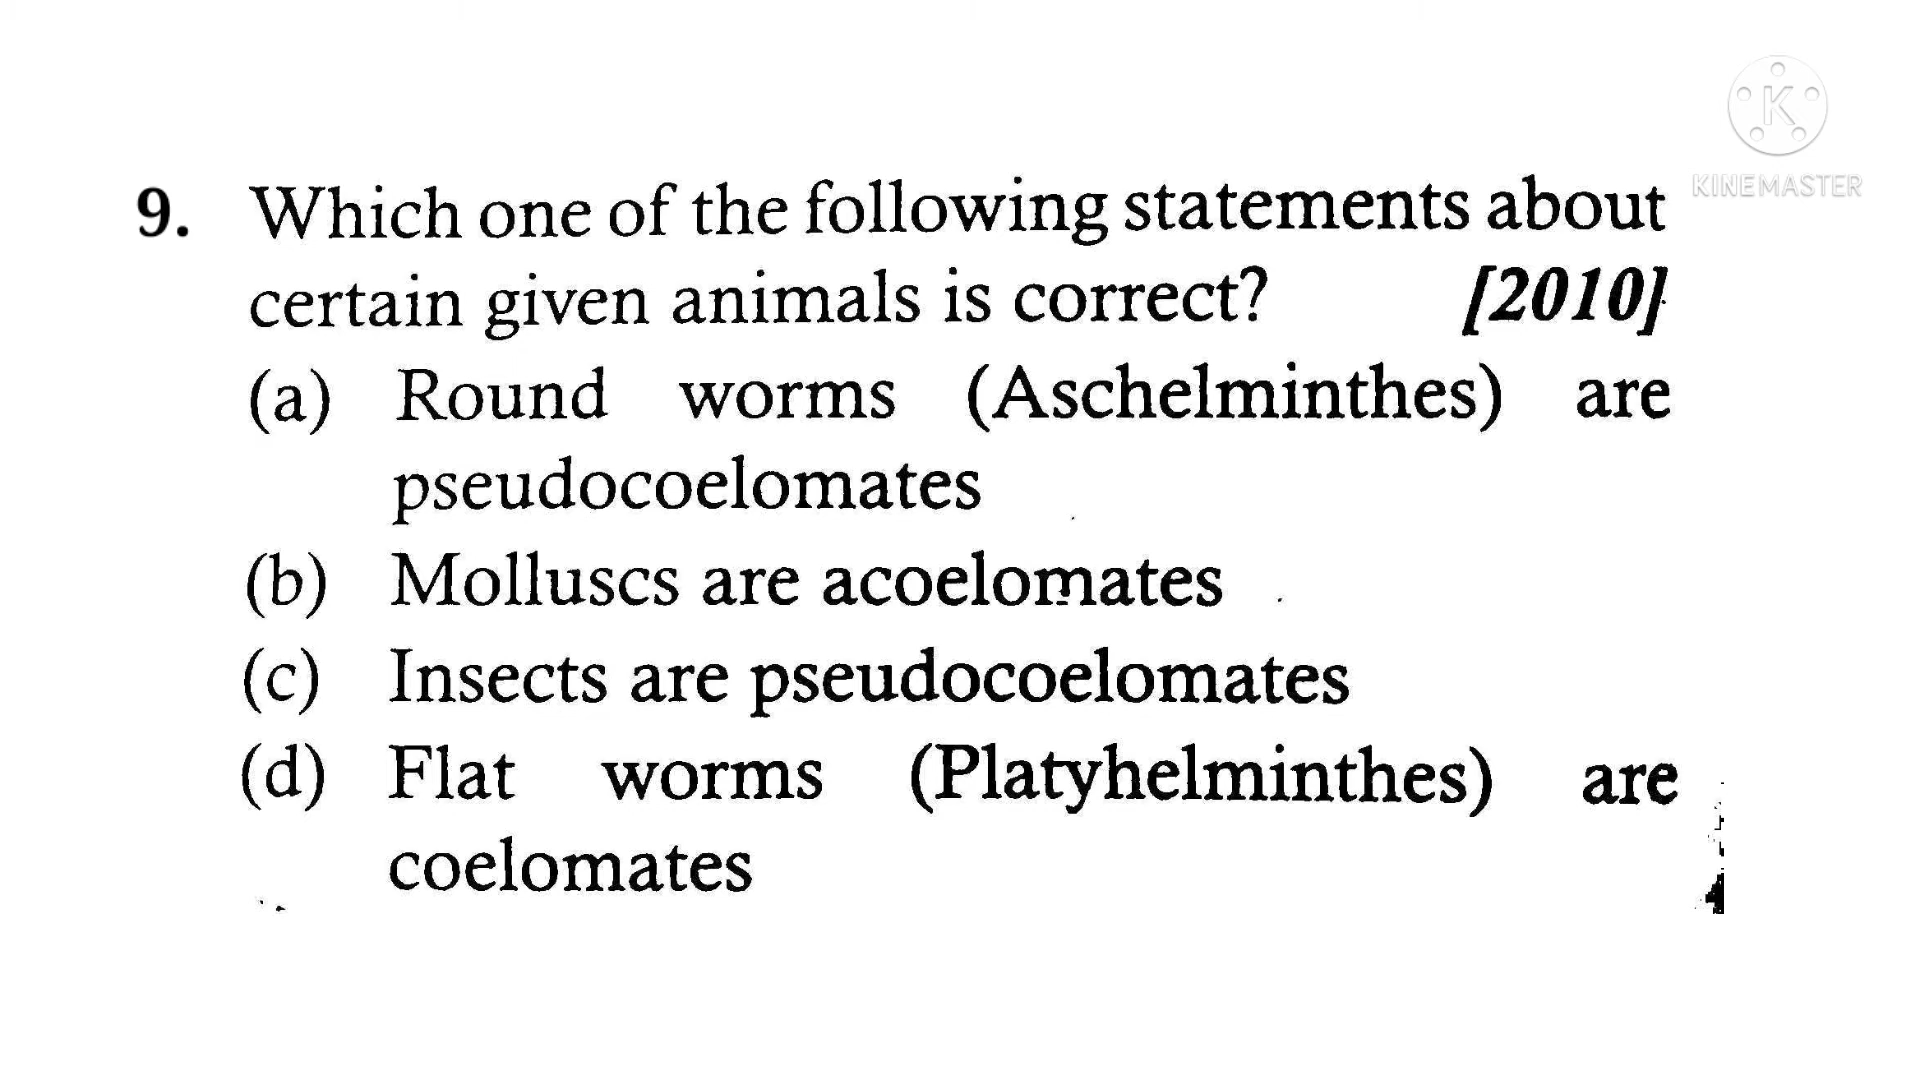 K
KINEMASTER
9. Which one of the following statements about
certain given animals is correct? [2010]
(a) Round worms (Aschelminthes) are
pseudocoelomates
(b) Molluscs are acoelomates
(c) Insects are pseudocoelomates
(d) Flat worms (Platyhelminthes) are
coelomates